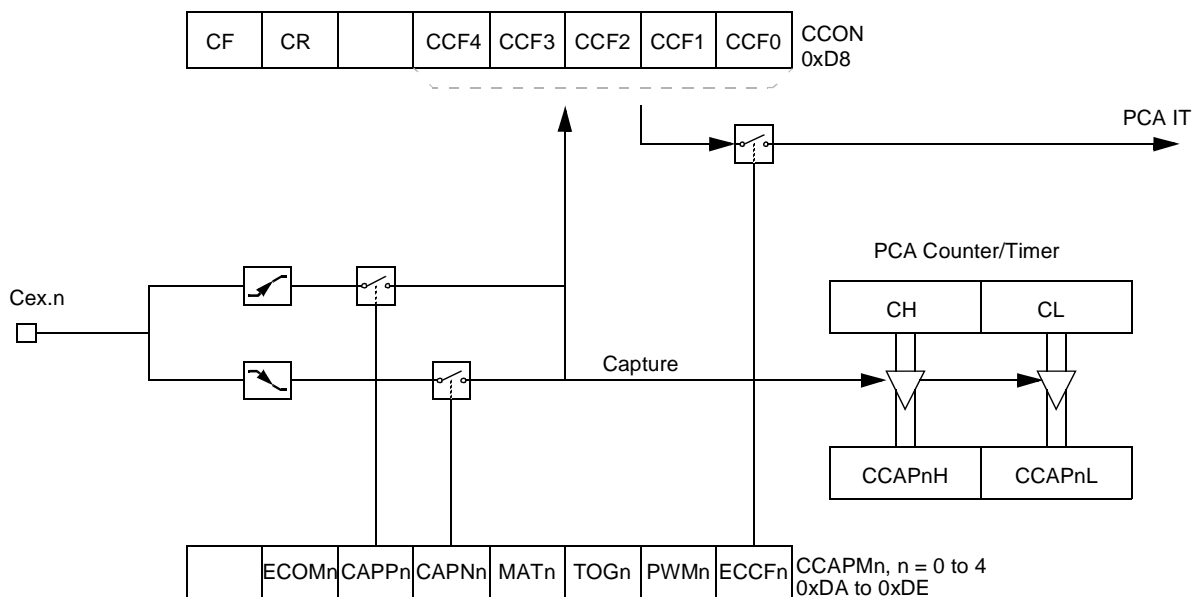 CF CR CCF4 CCF3 CCF2 CCF1 CCF0 CCON
0xD8
PCA IT
PCA Counter/Timer
Cex.n
CH CL
Capture
CCAPnH CCAPnL
ECOMn CAPPn CAPNn MATn TOGn PWMn ECCFn CCAPMn, n = 0 to 4
0xDA to 0xDE